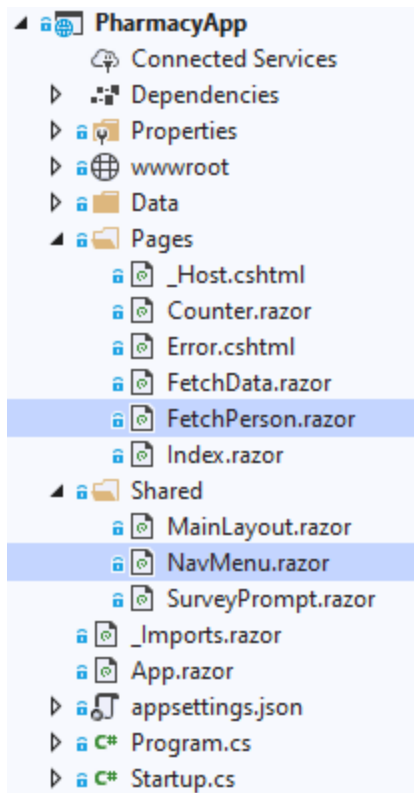 PharmacyApp
Connected Services
Dependencies
Properties
wwwroot
Data
Pages
_Host.cshtml
Counter.razor
Error.cshtml
FetchData.razor
FetchPerson.razor
Index.razor
Shared
MainLayout.razor
NavMenu.razor
SurveyPrompt.razor
_Imports.razor
App.razor
appsettings.json
C# Program.cs
C# Startup.cs